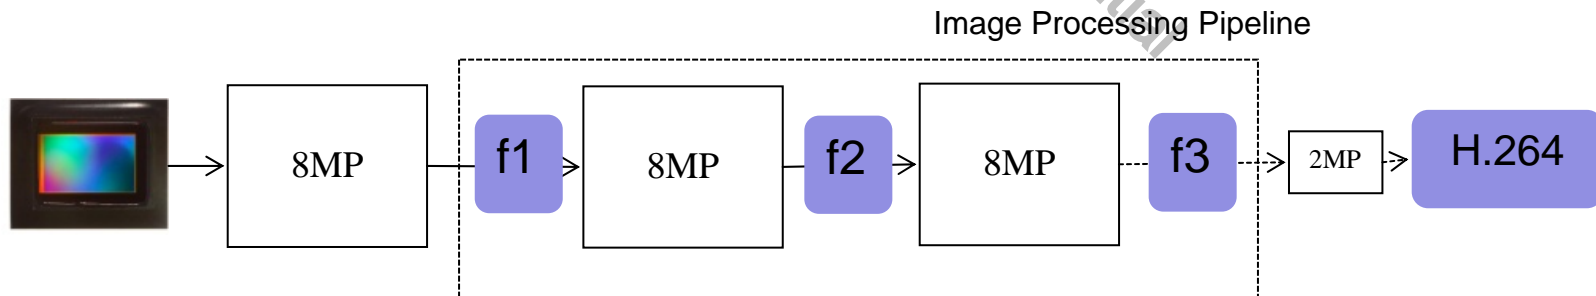 Image Processing Pipeline
8MP
f1
8MP
f2
8MP
f3
2MP
H.264